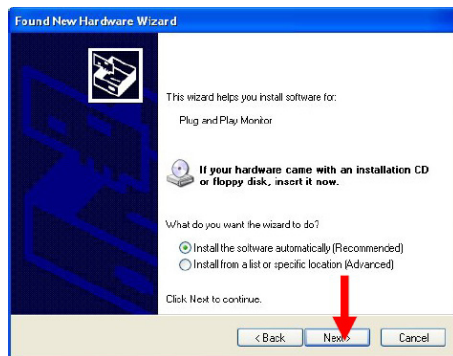 Found New Hardware Wizard
This wizard helps you install software for:
Plug and Play Monitor
If your hardware came with an installation CD
or floppy disk, insert it now.
What do you want the wizard to do?
Install the software automatically (Recommended)
Install from a list or specific location (Advanced)
Click Next to continue.
< Back
Next >
Cancel